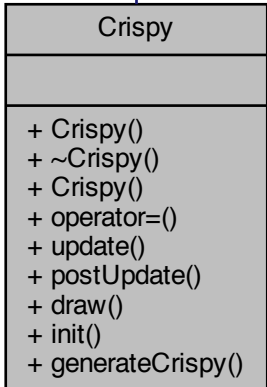 Crispy
+ Crispy()
+ ~Crispy()
+ Crispy()
+ operator=()
+ update()
+ postUpdate()
+ draw()
+ init()
+ generateCrispy()